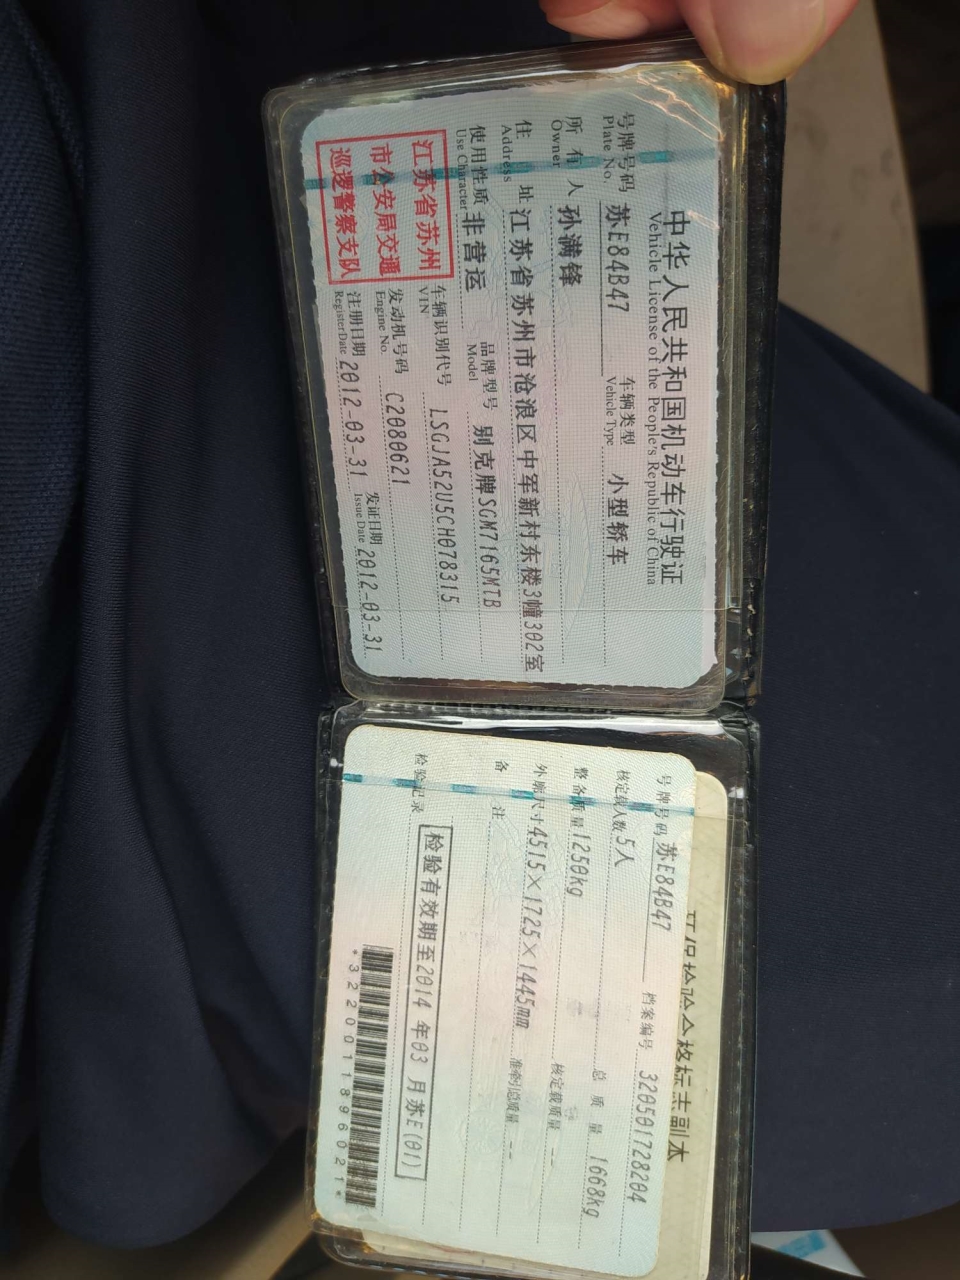 中华人民共和国机动车行驶证
Vehicle License of the People's Republic of China
号牌号码 苏E84B47 车辆类型 小型轿车
Plate No. Vehicle Type
所有人 孙满锋
Owner
住址 江苏省苏州市沧浪区中军新村东楼3幢302室
Address
使用性质 非营运 品牌型号 别克牌SGM7165MTB
Use Character Model
江苏省苏州
市公安局交通
巡逻警察支队
车辆识别代号 LSGJA52U5CH078315
VIN
发动机号码 C2080621
Engine No.
注册日期 2012-03-31 发证日期 2012-03-31
Register Date Issue Date
环保检验合格标志副本
号牌号码 苏E84B47 档案编号 320501728204
核定载人数 5人 总质量 1668kg
整备质量 1250kg 核定载质量 --
外廓尺寸 4515×1725×1445mm 准牵引总质量 --
备注
检验记录 检验有效期至2014年03月苏E(01)
*3220011896021*